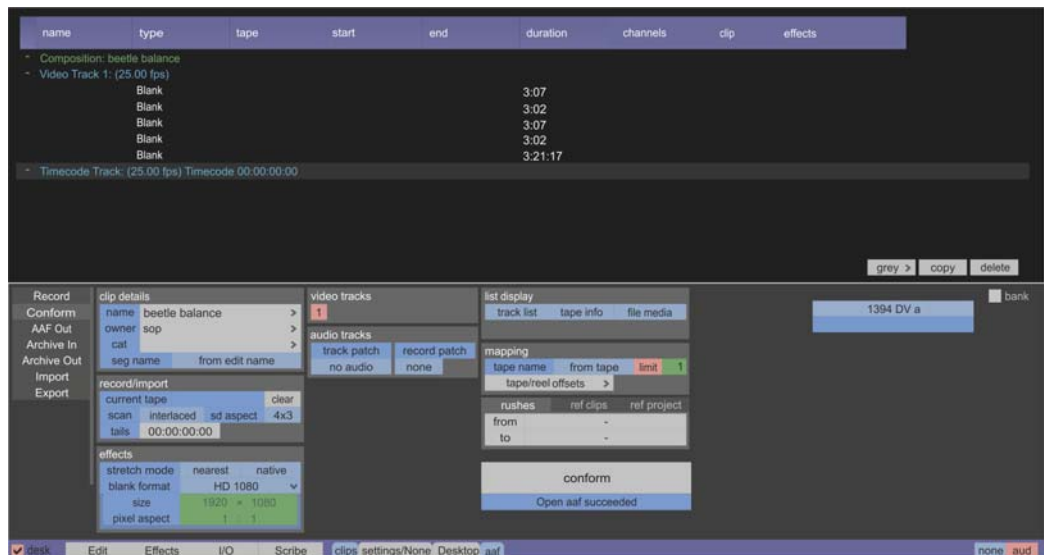 name type tape start end duration channels clip effects
- Composition: beetle balance
- Video Track 1: (25.00 fps)
Blank 3:07
Blank 3:02
Blank 3:07
Blank 3:02
Blank 3:21:17
- Timecode Track: (25.00 fps) Timecode 00:00:00:00
grey > copy delete
Record
Conform
AAF Out
Archive In
Archive Out
Import
Export
clip details
name beetle balance >
owner sop >
cat >
seg name from edit name
record/import
current tape clear
scan interlaced sd aspect 4x3
tails 00:00:00:00
effects
stretch mode nearest native
blank format HD 1080
size 1920 × 1080
pixel aspect 1 : 1
video tracks
1
audio tracks
track patch record patch
no audio none
list display
track list tape info file media
mapping
tape name from tape limit 1
tape/reel offsets >
rushes ref clips ref project
from -
to -
conform
Open aaf succeeded
bank
1394 DV a
desk Edit Effects I/O Scribe clips settings/None Desktop aaf none aud